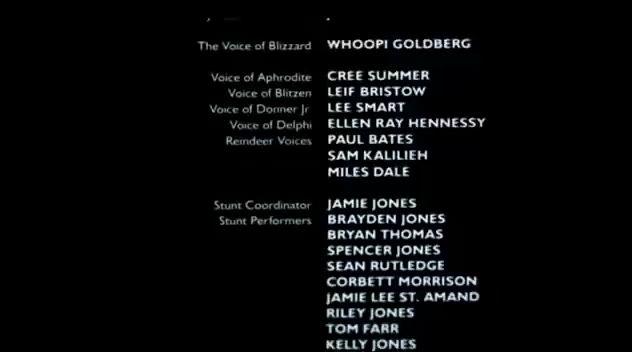 The Voice of Blizzard WHOOPI GOLDBERG
Voice of Aphrodite CREE SUMMER
Voice of Blitzen LEIF BRISTOW
Voice of Donner Jr LEE SMART
Voice of Delphi ELLEN RAY HENNESSY
Reindeer Voices PAUL BATES
SAM KALILIEH
MILES DALE
Stunt Coordinator JAMIE JONES
Stunt Performers BRAYDEN JONES
BRYAN THOMAS
SPENCER JONES
SEAN RUTLEDGE
CORBETT MORRISON
JAMIE LEE ST. AMAND
RILEY JONES
TOM FARR
KELLY JONES